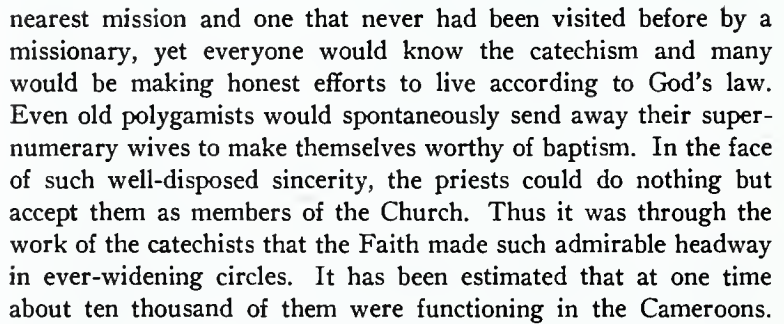 nearest mission and one that never had been visited before by a
missionary, yet everyone would know the catechism and many
would be making honest efforts to live according to God's law.
Even old polygamists would spontaneously send away their super-
numerary wives to make themselves worthy of baptism. In the face
of such well-disposed sincerity, the priests could do nothing but
accept them as members of the Church. Thus it was through the
work of the catechists that the Faith made such admirable headway
in ever-widening circles. It has been estimated that at one time
about ten thousand of them were functioning in the Cameroons.